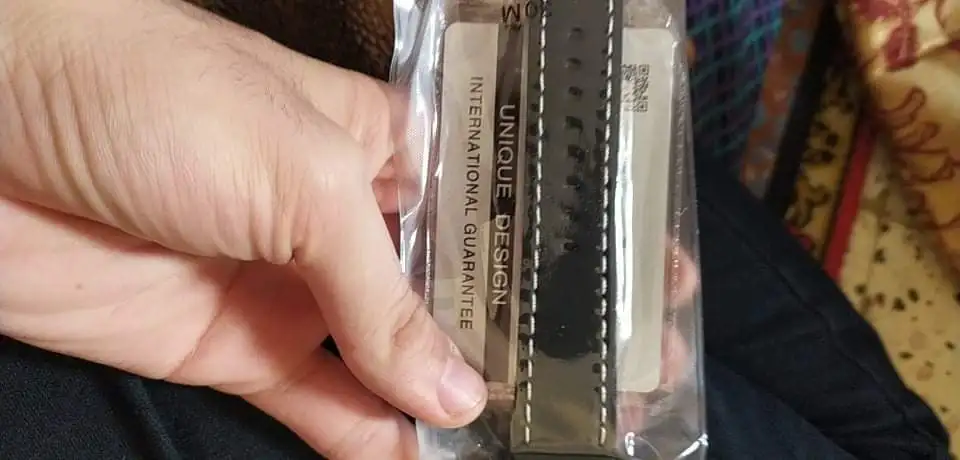 UNIQUE DESIGN
INTERNATIONAL GUARANTEE